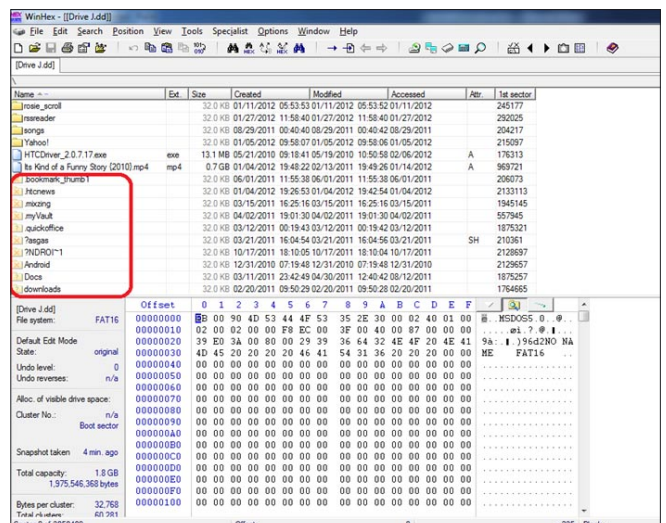 WinHex - [[Drive J.dd]]
File Edit Search Position View Tools Specialist Options Window Help
[Drive J.dd]
\
Name Ext. Size Created Modified Accessed Attr. 1st sector
rosie_scroll 32.0 KB 01/11/2012 05:53:53 01/11/2012 05:53:52 01/11/2012 245177
rssreader 32.0 KB 01/27/2012 11:58:40 01/27/2012 11:58:40 01/27/2012 292025
songs 32.0 KB 08/29/2011 00:40:40 08/29/2011 00:40:42 08/29/2011 204217
Yahoo! 32.0 KB 01/05/2012 09:58:07 01/05/2012 09:58:06 01/05/2012 215097
HTCDriver_2.0.7.17.exe exe 13.1 MB 05/21/2010 09:18:41 05/19/2010 10:50:58 02/06/2012 A 176313
Its Kind of a Funny Story {2010}.mp4 mp4 0.7 GB 01/04/2012 19:48:22 02/13/2011 19:49:26 01/14/2012 A 969721
.bookmark_thumb1 32.0 KB 06/01/2011 11:55:38 06/01/2011 11:55:38 06/01/2011 206073
.htcnews 32.0 KB 01/04/2012 19:26:53 01/04/2012 19:42:54 01/04/2012 2133113
.mixzing 32.0 KB 03/15/2011 16:25:16 03/15/2011 16:25:16 03/15/2011 1945145
.myVault 32.0 KB 04/02/2011 19:01:30 04/02/2011 19:01:30 04/02/2011 557945
.quickoffice 32.0 KB 03/12/2011 00:19:43 03/12/2011 00:19:42 03/12/2011 1875321
?asgas 32.0 KB 03/21/2011 16:04:54 03/21/2011 16:04:56 03/21/2011 SH 210361
?NDROI~1 32.0 KB 10/17/2011 18:10:05 10/17/2011 18:10:04 10/17/2011 2128697
Android 32.0 KB 12/31/2010 07:19:48 12/31/2010 07:19:48 12/31/2010 2129657
Docs 32.0 KB 03/11/2011 23:42:49 04/30/2011 12:40:42 08/12/2011 1875257
downloads 32.0 KB 02/20/2011 09:50:29 02/20/2011 09:50:28 02/20/2011 1764665
[Drive J.dd]
File system: FAT16
Default Edit Mode
State: original
Undo level: 0
Undo reverses: n/a
Alloc. of visible drive space:
Cluster No.: n/a
Boot sector
Snapshot taken 4 min. ago
Total capacity: 1.8 GB
1,975,546,368 bytes
Bytes per cluster: 32,768
Total clusters: 60,281
Offset 0 1 2 3 4 5 6 7 8 9 A B C D E F
00000000 EB 00 90 4D 53 44 4F 53 35 2E 30 00 02 40 01 00 ë..MSDOS5.0..@..
00000010 02 00 02 00 00 F8 EC 00 3F 00 40 00 87 00 00 00
00000020 39 E0 3A 00 80 00 29 39 36 64 32 4E 4F 20 4E 41 9à:. .)96d2NO NA
00000030 4D 45 20 20 20 20 46 41 54 31 36 20 20 20 00 00 ME    FAT16   ..
00000040 00 00 00 00 00 00 00 00 00 00 00 00 00 00 00 00 ................
00000050 00 00 00 00 00 00 00 00 00 00 00 00 00 00 00 00 ................
00000060 00 00 00 00 00 00 00 00 00 00 00 00 00 00 00 00 ................
00000070 00 00 00 00 00 00 00 00 00 00 00 00 00 00 00 00 ................
00000080 00 00 00 00 00 00 00 00 00 00 00 00 00 00 00 00 ................
00000090 00 00 00 00 00 00 00 00 00 00 00 00 00 00 00 00 ................
000000A0 00 00 00 00 00 00 00 00 00 00 00 00 00 00 00 00 ................
000000B0 00 00 00 00 00 00 00 00 00 00 00 00 00 00 00 00 ................
000000C0 00 00 00 00 00 00 00 00 00 00 00 00 00 00 00 00 ................
000000D0 00 00 00 00 00 00 00 00 00 00 00 00 00 00 00 00 ................
000000E0 00 00 00 00 00 00 00 00 00 00 00 00 00 00 00 00 ................
000000F0 00 00 00 00 00 00 00 00 00 00 00 00 00 00 00 00 ................
00000100 00 00 00 00 00 00 00 00 00 00 00 00 00 00 00 00 ................